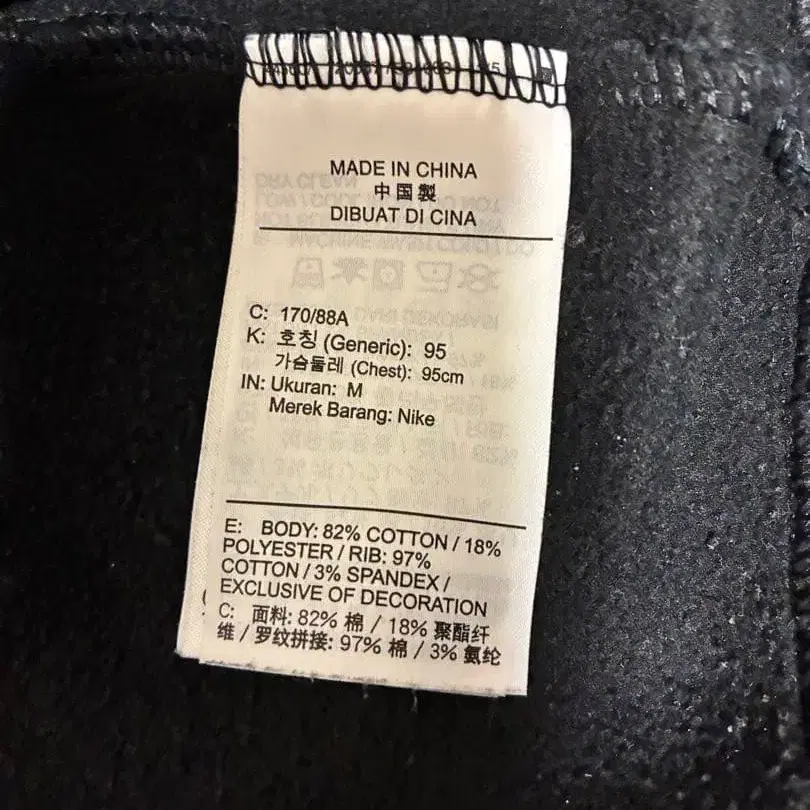 MADE IN CHINA
中国製
DIBUAT DI CINA
C: 170/88A
K: 호칭 (Generic): 95
가슴둘레 (Chest): 95cm
IN: Ukuran: M
Merek Barang: Nike
E: BODY: 82% COTTON / 18%
POLYESTER / RIB: 97%
COTTON / 3% SPANDEX /
EXCLUSIVE OF DECORATION
C: 面料: 82% 棉 / 18% 聚酯纤
维 / 罗纹拼接: 97% 棉 / 3% 氨纶